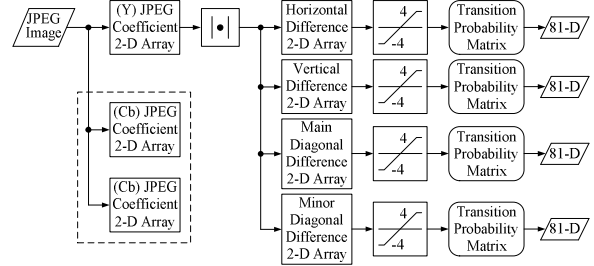 JPEG
Image
(Y) JPEG
Coefficient
2-D Array
|•|
Horizontal
Difference
2-D Array
4
-4
Transition
Probability
Matrix
81-D
Vertical
Difference
2-D Array
4
-4
Transition
Probability
Matrix
81-D
(Cb) JPEG
Coefficient
2-D Array
Main
Diagonal
Difference
2-D Array
4
-4
Transition
Probability
Matrix
81-D
(Cb) JPEG
Coefficient
2-D Array
Minor
Diagonal
Difference
2-D Array
4
-4
Transition
Probability
Matrix
81-D